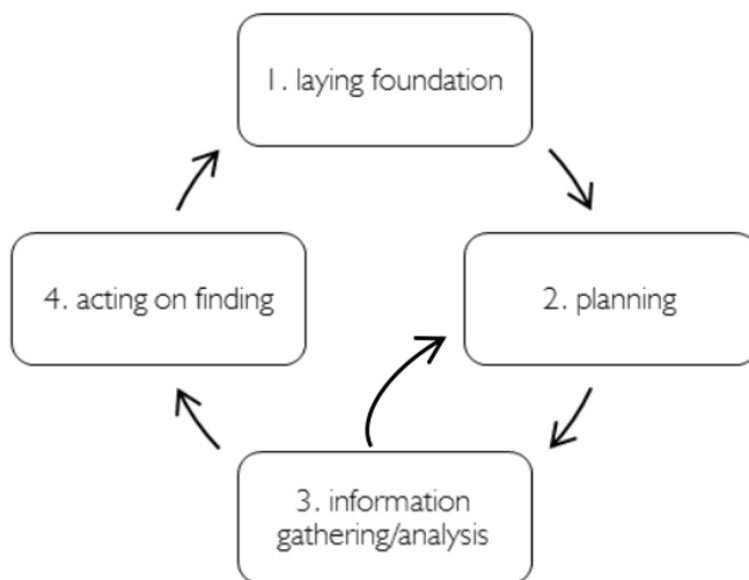 1. laying foundation
2. planning
3. information
gathering/analysis
4. acting on finding